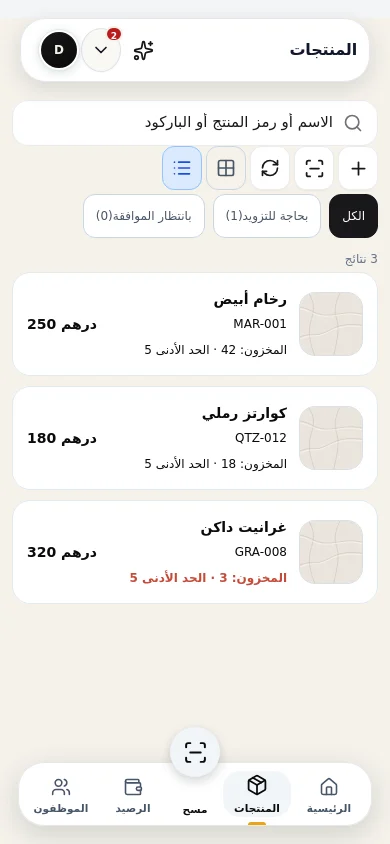 المنتجات
2
D
الاسم أو رمز المنتج أو الباركود
الكل
بحاجة للتزويد(1)
بانتظار الموافقة(0)
3 نتائج
رخام أبيض
MAR-001
المخزون: 42 · الحد الأدنى 5
250 درهم
كوارتز رملي
QTZ-012
المخزون: 18 · الحد الأدنى 5
180 درهم
غرانيت داكن
GRA-008
المخزون: 3 · الحد الأدنى 5
320 درهم
الرئيسية
المنتجات
مسح
الرصيد
الموظفون